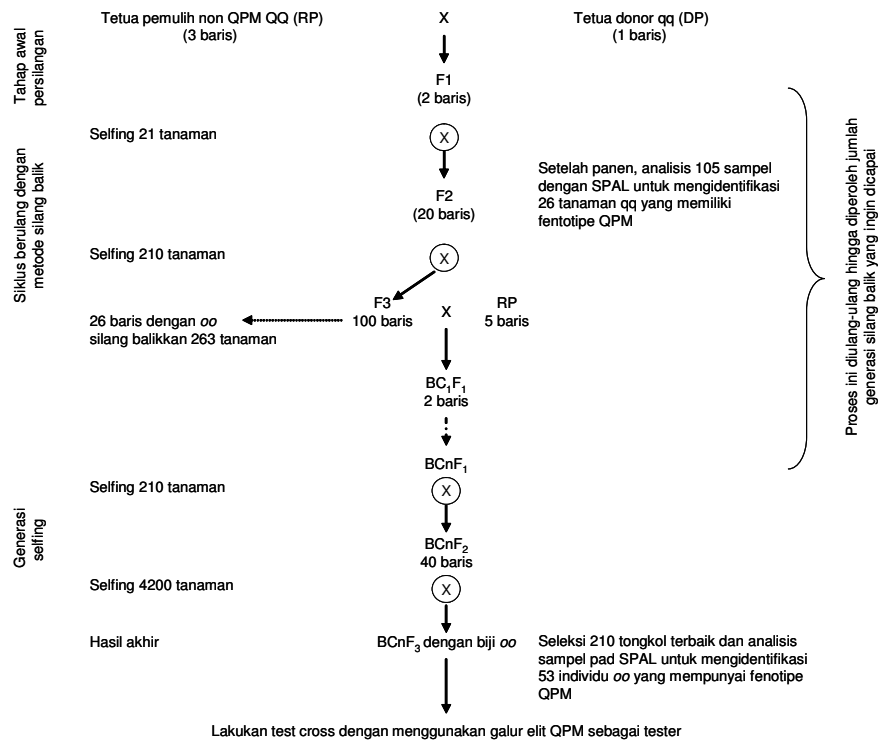 Tetua pemulih non QPM QQ (RP)
(3 baris)
X
Tetua donor qq (DP)
(1 baris)
Tahap awal
persilangan
F1
(2 baris)
Selfing 21 tanaman
X
Siklus berulang dengan
metode silang balik
F2
(20 baris)
Setelah panen, analisis 105 sampel
dengan SPAL untuk mengidentifikasi
26 tanaman qq yang memiliki
fentotipe QPM
Selfing 210 tanaman
X
F3
100 baris
X
RP
5 baris
26 baris dengan oo
silang balikkan 263 tanaman
BC₁F₁
2 baris
Proses ini diulang-ulang hingga diperoleh jumlah
generasi silang balik yang ingin dicapai
BCnF₁
Selfing 210 tanaman
X
Generasi
selfing
BCnF₂
40 baris
Selfing 4200 tanaman
X
Hasil akhir
BCnF₃ dengan biji oo
Seleksi 210 tongkol terbaik dan analisis
sampel pad SPAL untuk mengidentifikasi
53 individu oo yang mempunyai fenotipe
QPM
Lakukan test cross dengan menggunakan galur elit QPM sebagai tester